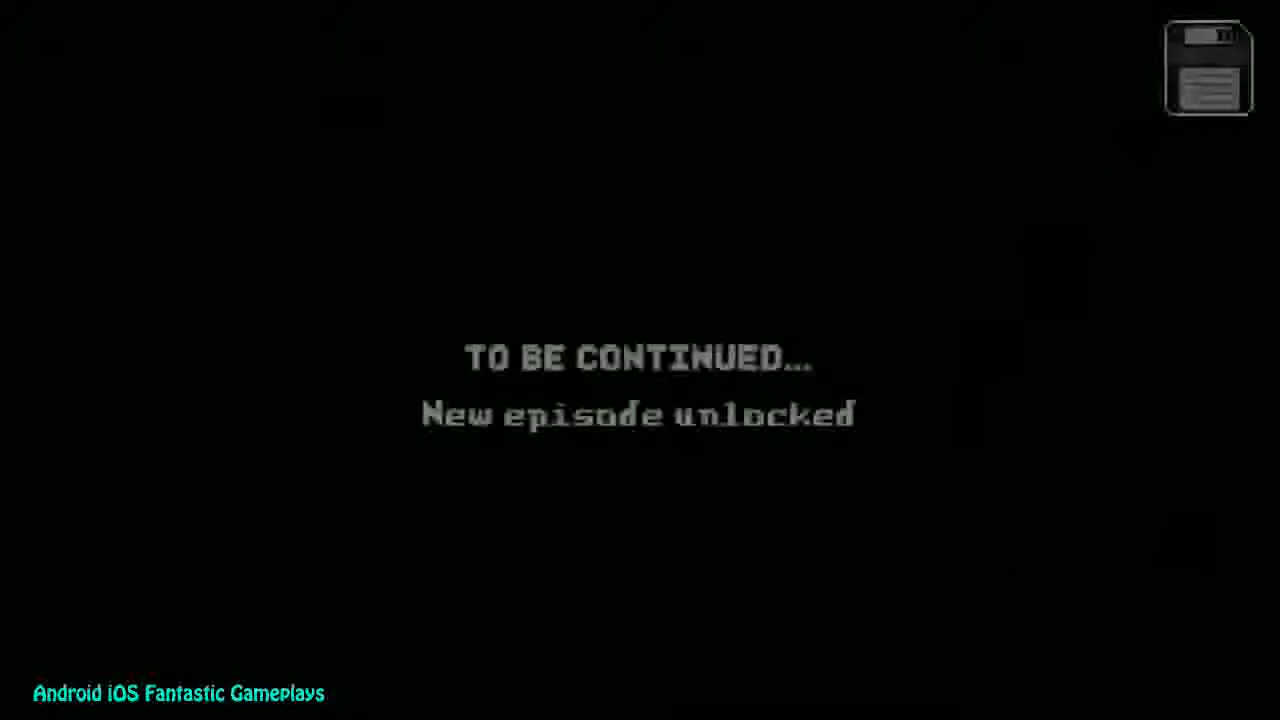 TO BE CONTINUED...
New episode unlocked
Android iOS Fantastic Gameplays